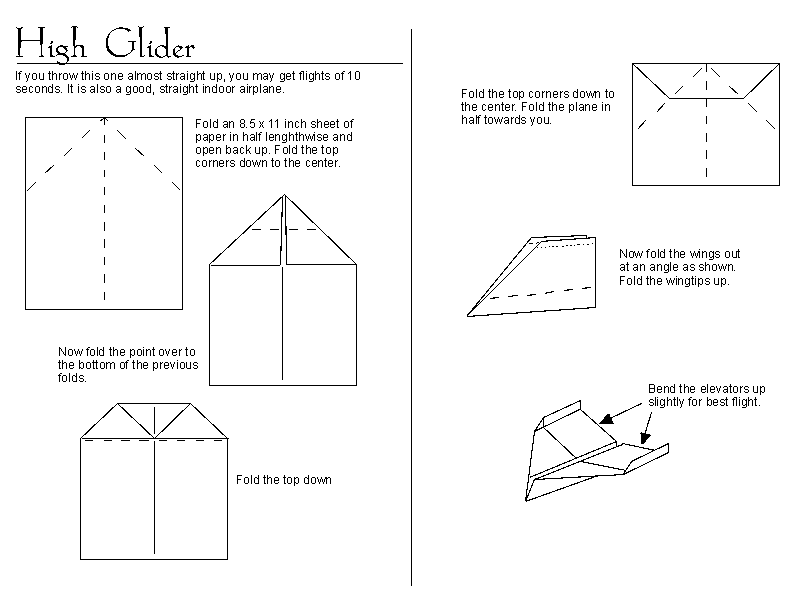 High Glider
If you throw this one almost straight up, you may get flights of 10
seconds. It is also a good, straight indoor airplane.
Fold an 8.5 x 11 inch sheet of
paper in half lenghthwise and
open back up. Fold the top
corners down to the center.
Now fold the point over to
the bottom of the previous
folds.
Fold the top down
Fold the top corners down to
the center. Fold the plane in
half towards you.
Now fold the wings out
at an angle as shown.
Fold the wingtips up.
Bend the elevators up
slightly for best flight.